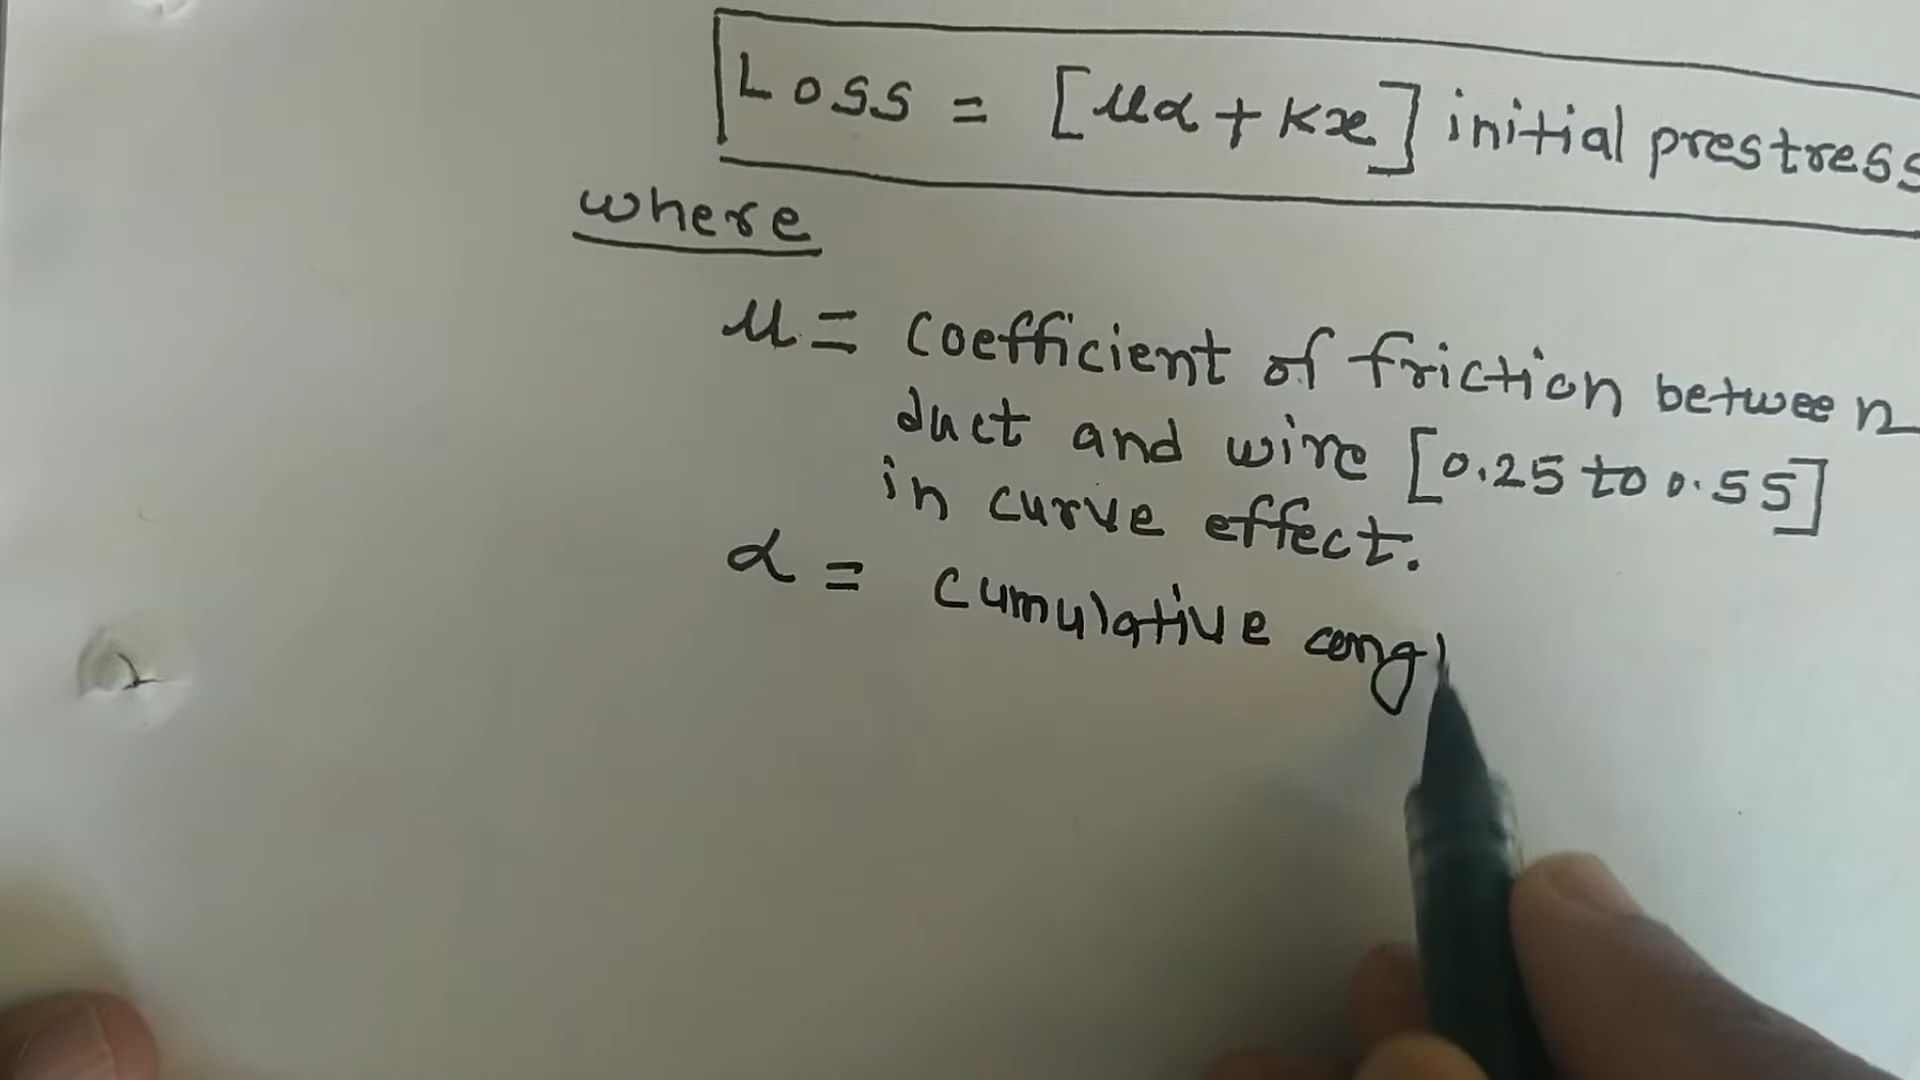 Loss = [μα + kx] initial prestress
where
μ = coefficient of friction between
duct and wire [0.25 to 0.55]
in curve effect.
α = cumulative